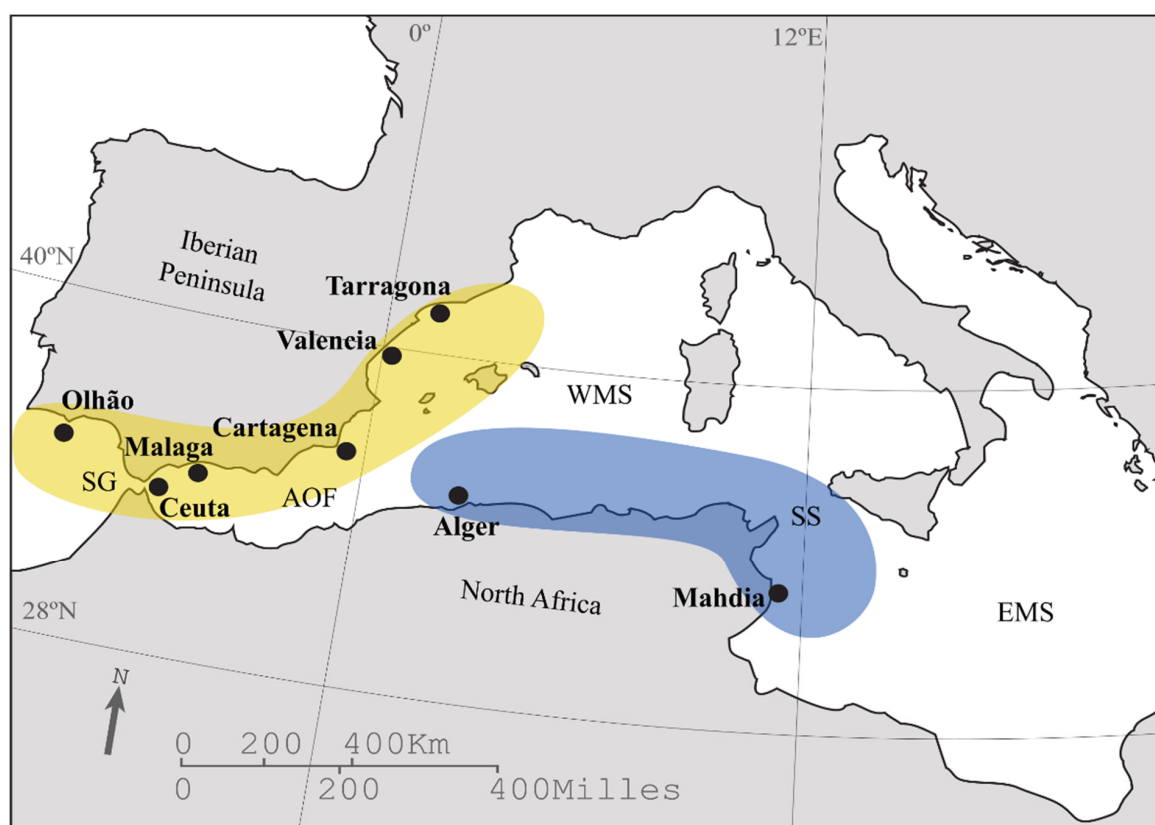 0º
12ºE
40ºN
Iberian
Peninsula
Tarragona
Valencia
WMS
Olhão
Cartagena
Malaga
SG
Ceuta
AOF
Alger
SS
North Africa
Mahdia
EMS
28ºN
N
0 200 400Km
0 200 400Milles